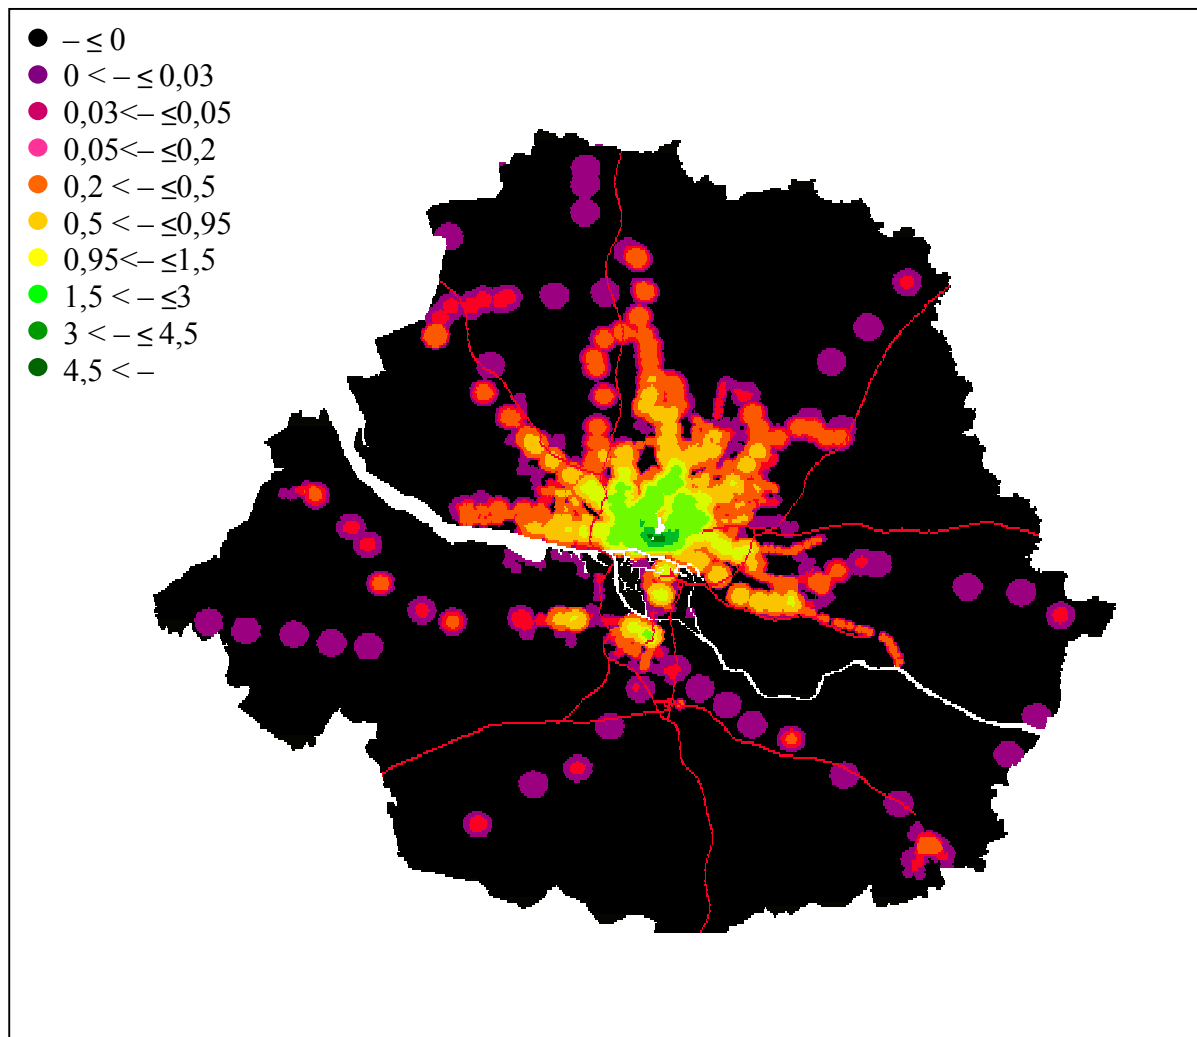 – ≤ 0
0 < – ≤ 0,03
0,03<– ≤0,05
0,05<– ≤0,2
0,2 < – ≤0,5
0,5 < – ≤0,95
0,95<– ≤1,5
1,5 < – ≤3
3 < – ≤ 4,5
4,5 < –